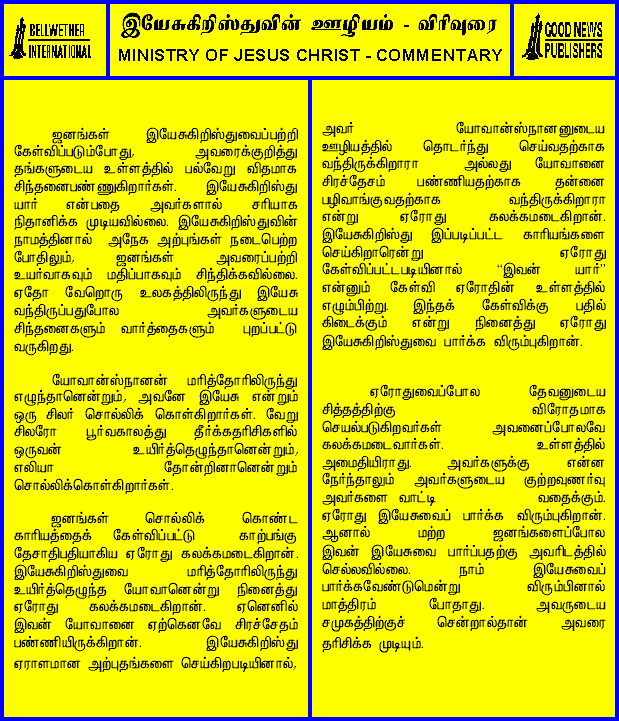 BELLWETHER
INTERNATIONAL
இயேசுகிறிஸ்துவின் ஊழியம் - விரிவுரை
MINISTRY OF JESUS CHRIST - COMMENTARY
GOOD NEWS
PUBLISHERS
ஜனங்கள் இயேசுகிறிஸ்துவைப்பற்றி
கேள்விப்படும்போது, அவரைக்குறித்து
தங்களுடைய உள்ளத்தில் பல்வேறு விதமாக
சிந்தனைபண்ணுகிறார்கள். இயேசுகிறிஸ்து
யார் என்பதை அவர்களால் சரியாக
நிதானிக்க முடியவில்லை. இயேசுகிறிஸ்துவின்
நாமத்தினால் அநேக அற்புங்கள் நடைபெற்ற
போதிலும், ஜனங்கள் அவரைப்பற்றி
உயர்வாகவும் மதிப்பாகவும் சிந்திக்கவில்லை.
ஏதோ வேறொரு உலகத்திலிருந்து இயேசு
வந்திருப்பதுபோல அவர்களுடைய
சிந்தனைகளும் வார்த்தைகளும் புறப்பட்டு
வருகிறது.
யோவான்ஸ்நானன் மரித்தோரிலிருந்து
எழுந்தானென்றும், அவனே இயேசு என்றும்
ஒரு சிலர் சொல்லிக் கொள்கிறார்கள். வேறு
சிலரோ பூர்வகாலத்து தீர்க்கதரிசிகளில்
ஒருவன் உயிர்த்தெழுந்தானென்றும்,
எலியா தோன்றினானென்றும்
சொல்லிக்கொள்கிறார்கள்.
ஜனங்கள் சொல்லிக் கொண்ட
காரியத்தைக் கேள்விப்பட்டு காற்பங்கு
தேசாதிபதியாகிய ஏரோது கலக்கமடைகிறான்.
இயேசுகிறிஸ்துவை மரித்தோரிலிருந்து
உயிர்த்தெழுந்த யோவானென்று நினைத்து
ஏரோது கலக்கமடைகிறான். ஏனெனில்
இவன் யோவானை ஏற்கெனவே சிரச்சேதம்
பண்ணியிருக்கிறான். இயேசுகிறிஸ்து
ஏராளமான அற்புதங்களை செய்கிறபடியினால்,
அவர் யோவான்ஸ்நானனுடைய
ஊழியத்தில் தொடர்ந்து செய்வதற்காக
வந்திருக்கிறாரா அல்லது யோவானை
சிரச்தேசம் பண்ணியதற்காக தன்னை
பழிவாங்குவதற்காக வந்திருக்கிறாரா
என்று ஏரோது கலக்கமடைகிறான்.
இயேசுகிறிஸ்து இப்படிப்பட்ட காரியங்களை
செய்கிறாரென்று ஏரோது
கேள்விப்பட்டபடியினால் “இவன் யார்”
என்னும் கேள்வி ஏரோதின் உள்ளத்தில்
எழும்பிற்று. இந்தக் கேள்விக்கு பதில்
கிடைக்கும் என்று நினைத்து ஏரோது
இயேசுகிறிஸ்துவை பார்க்க விரும்புகிறான்.
ஏரோதுவைப்போல தேவனுடைய
சித்தத்திற்கு விரோதமாக
செயல்படுகிறவர்கள் அவனைப்போலவே
கலக்கமடைவார்கள். உள்ளத்தில்
அமைதியிராது. அவர்களுக்கு என்ன
நேர்ந்தாலும் அவர்களுடைய குற்றவுணர்வு
அவர்களை வாட்டி வதைக்கும்.
ஏரோது இயேசுவைப் பார்க்க விரும்புகிறான்.
ஆனால் மற்ற ஜனங்களைப்போல
இவன் இயேசுவை பார்ப்பதற்கு அவரிடத்தில்
செல்லவில்லை. நாம் இயேசுவைப்
பார்க்கவேண்டுமென்று விரும்பினால்
மாத்திரம் போதாது. அவருடைய
சமுகத்திற்குச் சென்றால்தான் அவரை
தரிசிக்க முடியும்.